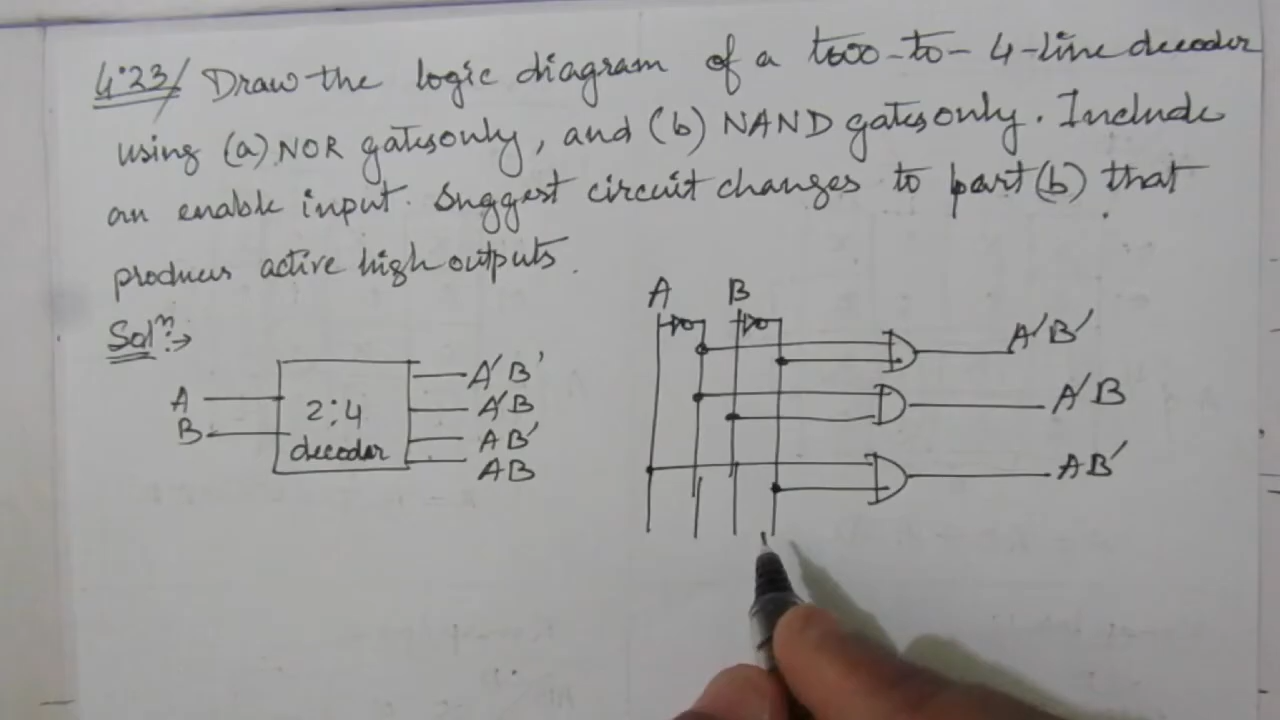 4.23/ Draw the logic diagram of a two-to-4-line decoder
using (a) NOR gates only, and (b) NAND gates only. Include
an enable input. Suggest circuit changes to part (b) that
produces active high outputs.
Solⁿ:→
A
B
2:4
decoder
A'B'
A'B
AB'
AB
A B
A'B'
A'B
AB'